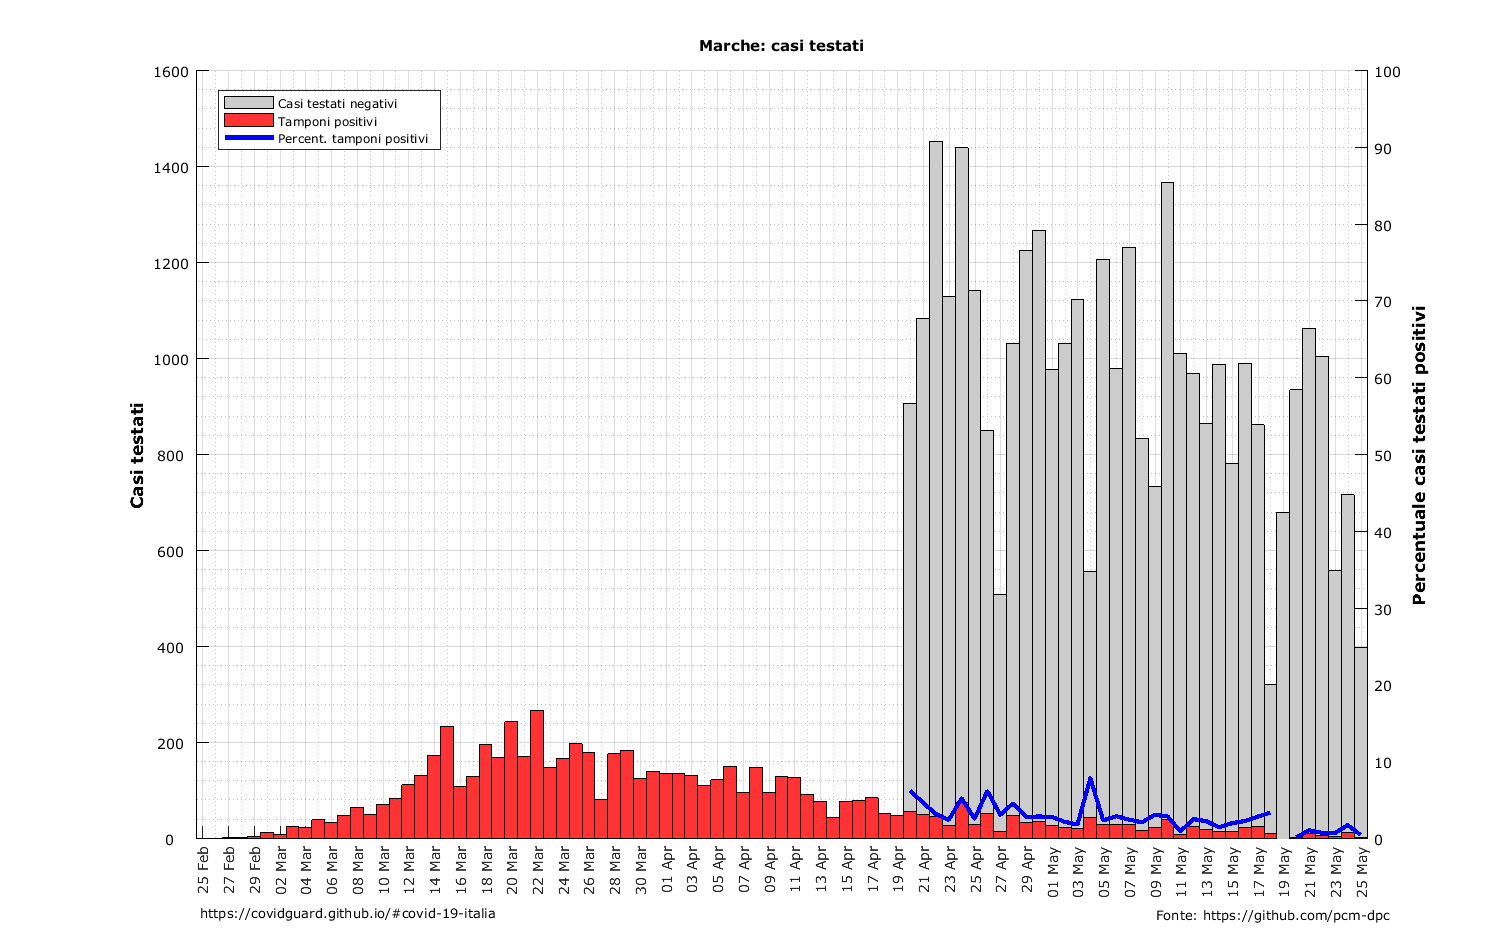 Marche: casi testati
Casi testati negativi
Tamponi positivi
Percent. tamponi positivi
Casi testati
1600
1400
1200
1000
800
600
400
200
0
100
90
80
70
60
50
40
30
20
10
0
Percentuale casi testati positivi
25 Feb
27 Feb
29 Feb
02 Mar
04 Mar
06 Mar
08 Mar
10 Mar
12 Mar
14 Mar
16 Mar
18 Mar
20 Mar
22 Mar
24 Mar
26 Mar
28 Mar
30 Mar
01 Apr
03 Apr
05 Apr
07 Apr
09 Apr
11 Apr
13 Apr
15 Apr
17 Apr
19 Apr
21 Apr
23 Apr
25 Apr
27 Apr
29 Apr
01 May
03 May
05 May
07 May
09 May
11 May
13 May
15 May
17 May
19 May
21 May
23 May
25 May
https://covidguard.github.io/#covid-19-italia
Fonte: https://github.com/pcm-dpc